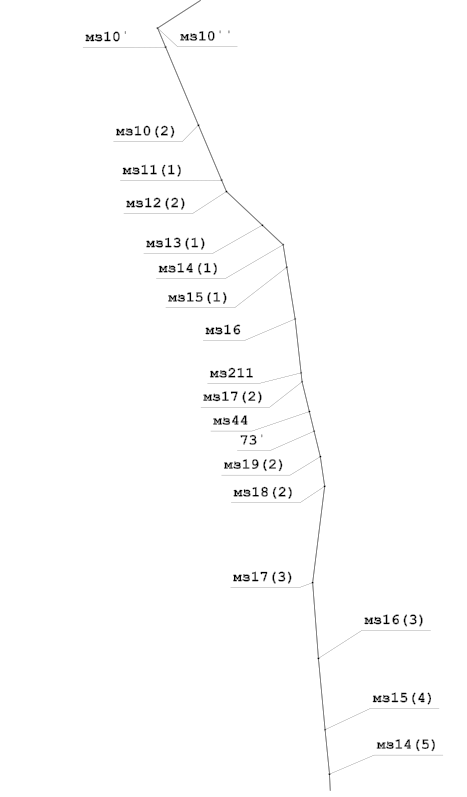 мз10'
мз10''
мз10(2)
мз11(1)
мз12(2)
мз13(1)
мз14(1)
мз15(1)
мз16
мз211
мз17(2)
мз44
73'
мз19(2)
мз18(2)
мз17(3)
мз16(3)
мз15(4)
мз14(5)